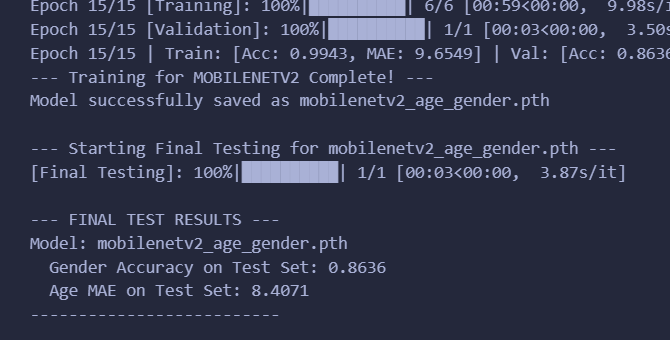 Epoch 15/15 [Training]: 100%|██████████| 6/6 [00:59<00:00,  9.98s/i
Epoch 15/15 [Validation]: 100%|██████████| 1/1 [00:03<00:00,  3.50s
Epoch 15/15 | Train: [Acc: 0.9943, MAE: 9.6549] | Val: [Acc: 0.8636
--- Training for MOBILENETV2 Complete! ---
Model successfully saved as mobilenetv2_age_gender.pth

--- Starting Final Testing for mobilenetv2_age_gender.pth ---
[Final Testing]: 100%|██████████| 1/1 [00:03<00:00,  3.87s/it]

--- FINAL TEST RESULTS ---
Model: mobilenetv2_age_gender.pth
  Gender Accuracy on Test Set: 0.8636
  Age MAE on Test Set: 8.4071
--------------------------